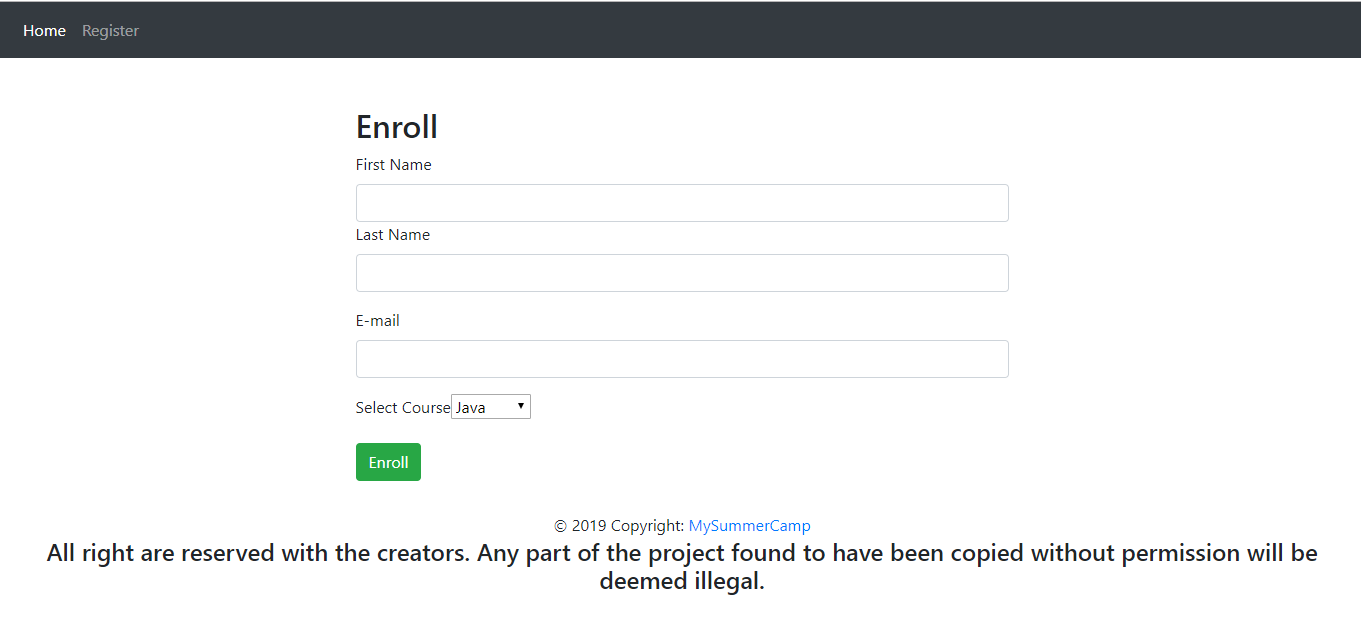 Home Register
Enroll
First Name
Last Name
E-mail
Select Course Java
Enroll
© 2019 Copyright: MySummerCamp
All right are reserved with the creators. Any part of the project found to have been copied without permission will be
deemed illegal.